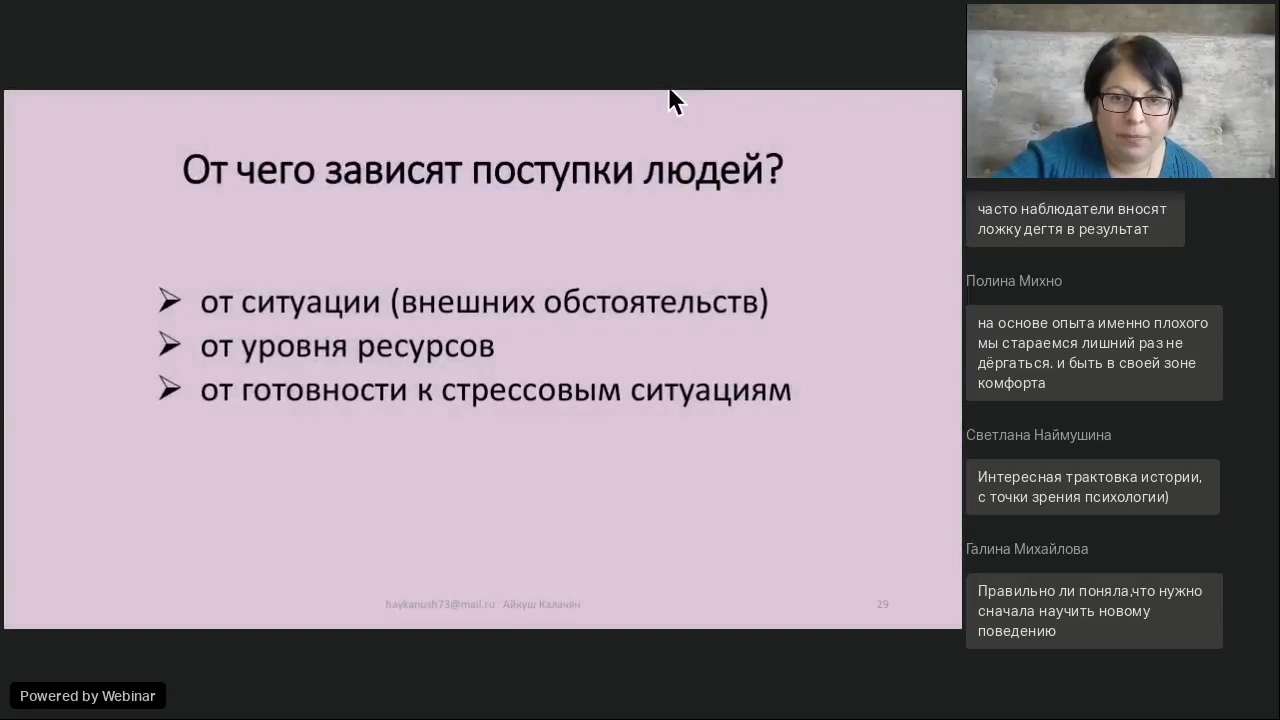 От чего зависят поступки людей?
➢ от ситуации (внешних обстоятельств)
➢ от уровня ресурсов
➢ от готовности к стрессовым ситуациям
haykanush73@mail.ru Айкуш Калачян
29
Powered by Webinar
часто наблюдатели вносят
ложку дегтя в результат
Полина Михно
на основе опыта именно плохого
мы стараемся лишний раз не
дёргаться. и быть в своей зоне
комфорта
Светлана Наймушина
Интересная трактовка истории,
с точки зрения психологии)
Галина Михайлова
Правильно ли поняла,что нужно
сначала научить новому
поведению